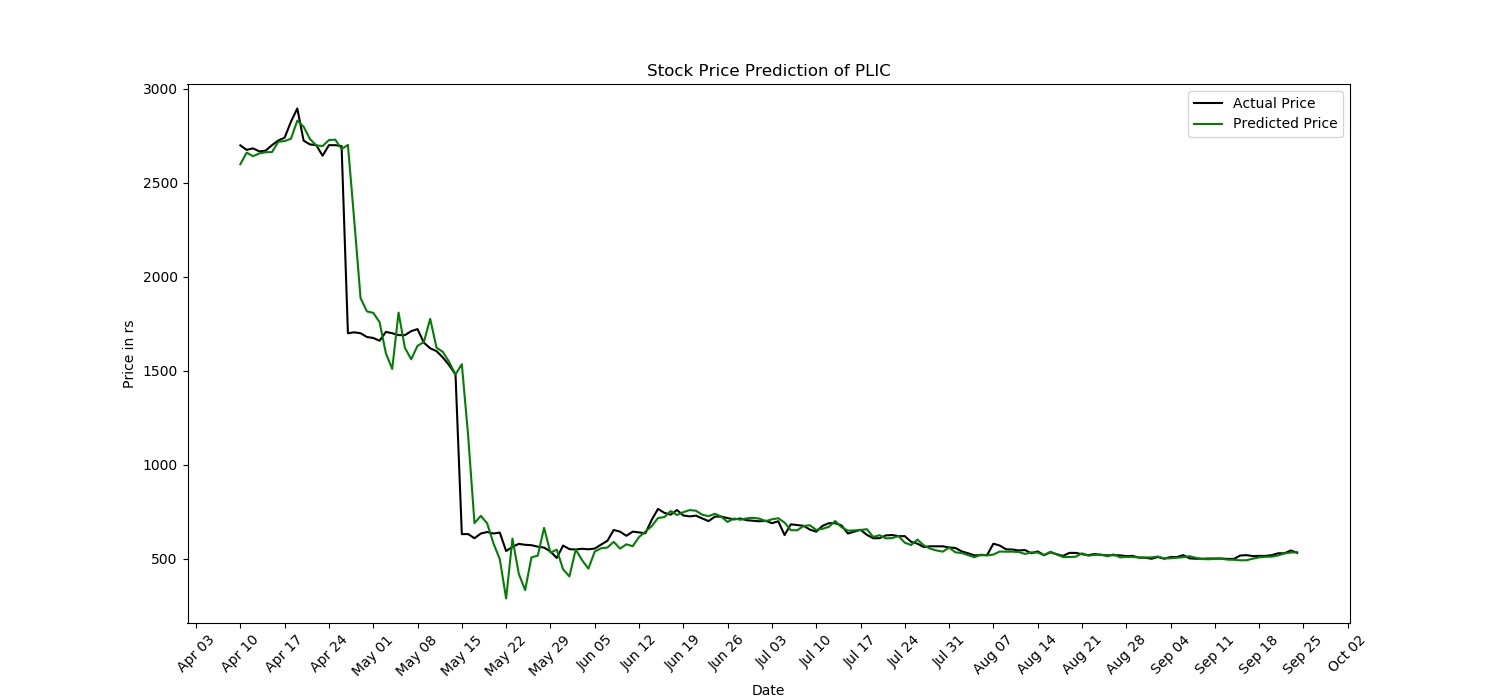 Stock Price Prediction of PLIC
Actual Price
Predicted Price
3000
2500
2000
1500
1000
500
Price in rs
Apr 03
Apr 10
Apr 17
Apr 24
May 01
May 08
May 15
May 22
May 29
Jun 05
Jun 12
Jun 19
Jun 26
Jul 03
Jul 10
Jul 17
Jul 24
Jul 31
Aug 07
Aug 14
Aug 21
Aug 28
Sep 04
Sep 11
Sep 18
Sep 25
Oct 02
Date